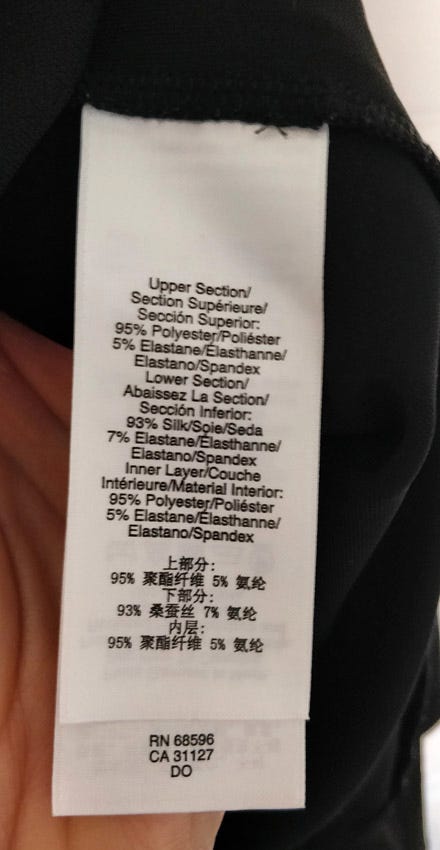 Upper Section/
Section Supérieure/
Sección Superior:
95% Polyester/Poliéster
5% Elastane/Élasthanne/
Elastano/Spandex
Lower Section/
Abaissez La Section/
Sección Inferior:
93% Silk/Soie/Seda
7% Elastane/Élasthanne/
Elastano/Spandex
Inner Layer/Couche
Intérieure/Material Interior:
95% Polyester/Poliéster
5% Elastane/Élasthanne/
Elastano/Spandex
上部分:
95% 聚酯纤维 5% 氨纶
下部分:
93% 桑蚕丝 7% 氨纶
内层:
95% 聚酯纤维 5% 氨纶
RN 68596
CA 31127
DO